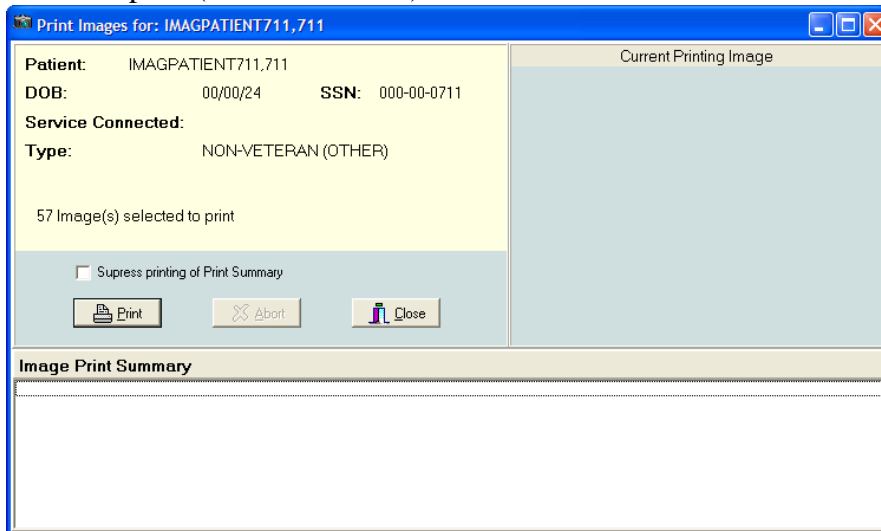 Print Images for: IMAGPATIENT711,711
Current Printing Image
Patient: IMAGPATIENT711,711
DOB: 00/00/24 SSN: 000-00-0711
Service Connected:
Type: NON-VETERAN (OTHER)
57 Image(s) selected to print
Supress printing of Print Summary
Print Abort Close
Image Print Summary